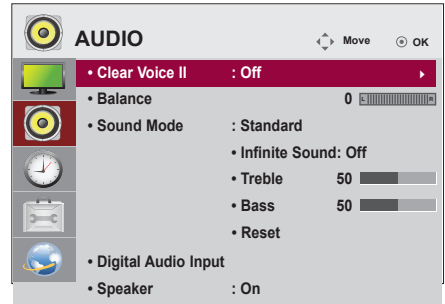 AUDIO Move OK
• Clear Voice II : Off
• Balance 0 L R
• Sound Mode : Standard
• Infinite Sound: Off
• Treble 50
• Bass 50
• Reset
• Digital Audio Input
• Speaker : On